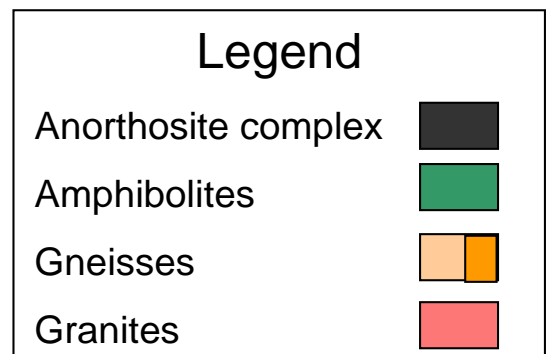 Legend
Anorthosite complex
Amphibolites
Gneisses
Granites